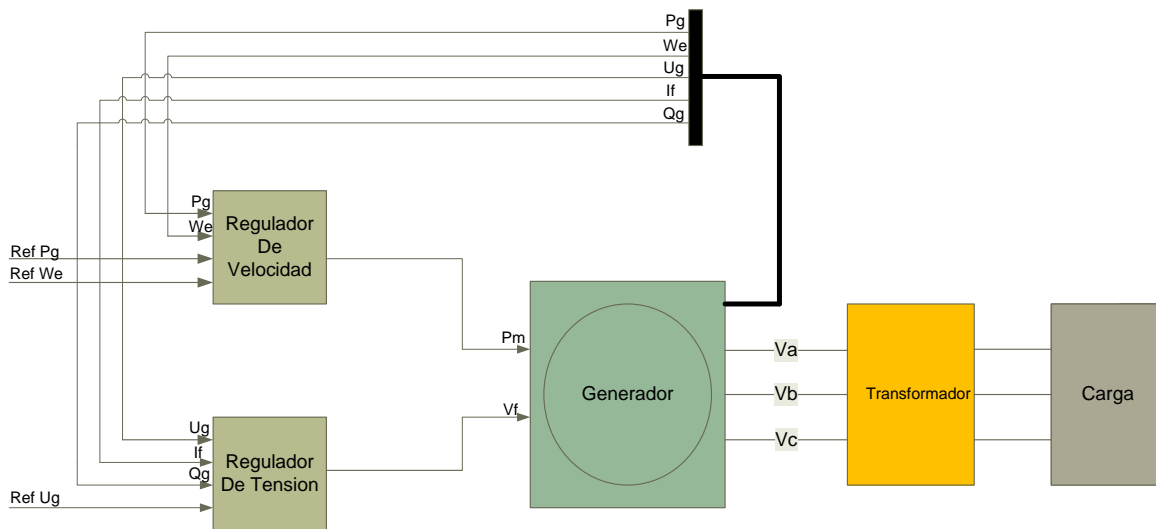 Pg
We
Ug
If
Qg
Pg
We
Ref Pg
Ref We
Regulador
De
Velocidad
Pm
Vf
Generador
Va
Vb
Vc
Transformador
Carga
Ug
If
Qg
Ref Ug
Regulador
De Tension